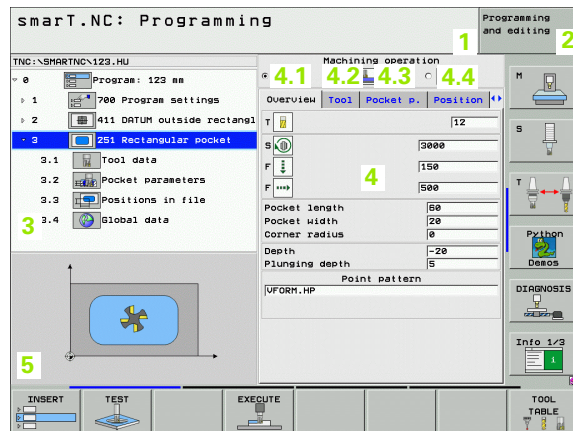 smarT.NC: Programming
1
Programming
and editing
2
TNC:\SMARTNC\123.HU
0 Program: 123 mm
1 700 Program settings
2 411 DATUM outside rectangl
3 251 Rectangular pocket
3.1 Tool data
3.2 Pocket parameters
3.3 Positions in file
3.4 Global data
3
Machining operation
4.1 4.2 4.3 4.4
Overview Tool Pocket p. Position
T 12
S 3000
F 150
F 500
4
Pocket length 60
Pocket width 20
Corner radius 0
Depth -20
Plunging depth 5
Point pattern
VFORM.HP
5
M
S
T
Python
Demos
DIAGNOSIS
Info 1/3
1
INSERT
TEST
EXECUTE
TOOL
TABLE